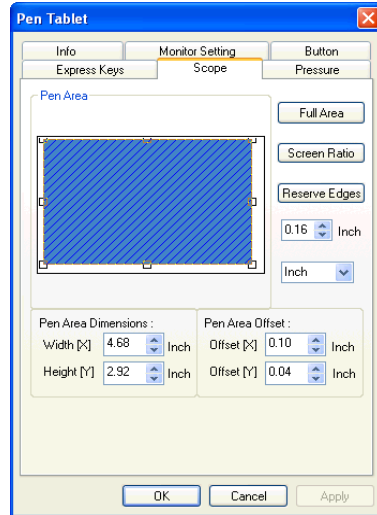 Pen Tablet
Info Monitor Setting Button
Express Keys Scope Pressure
Pen Area
Full Area
Screen Ratio
Reserve Edges
0.16 Inch
Inch
Pen Area Dimensions : Pen Area Offset :
Width [X] 4.68 Inch Offset [X] 0.10 Inch
Height [Y] 2.92 Inch Offset [Y] 0.04 Inch
OK Cancel Apply